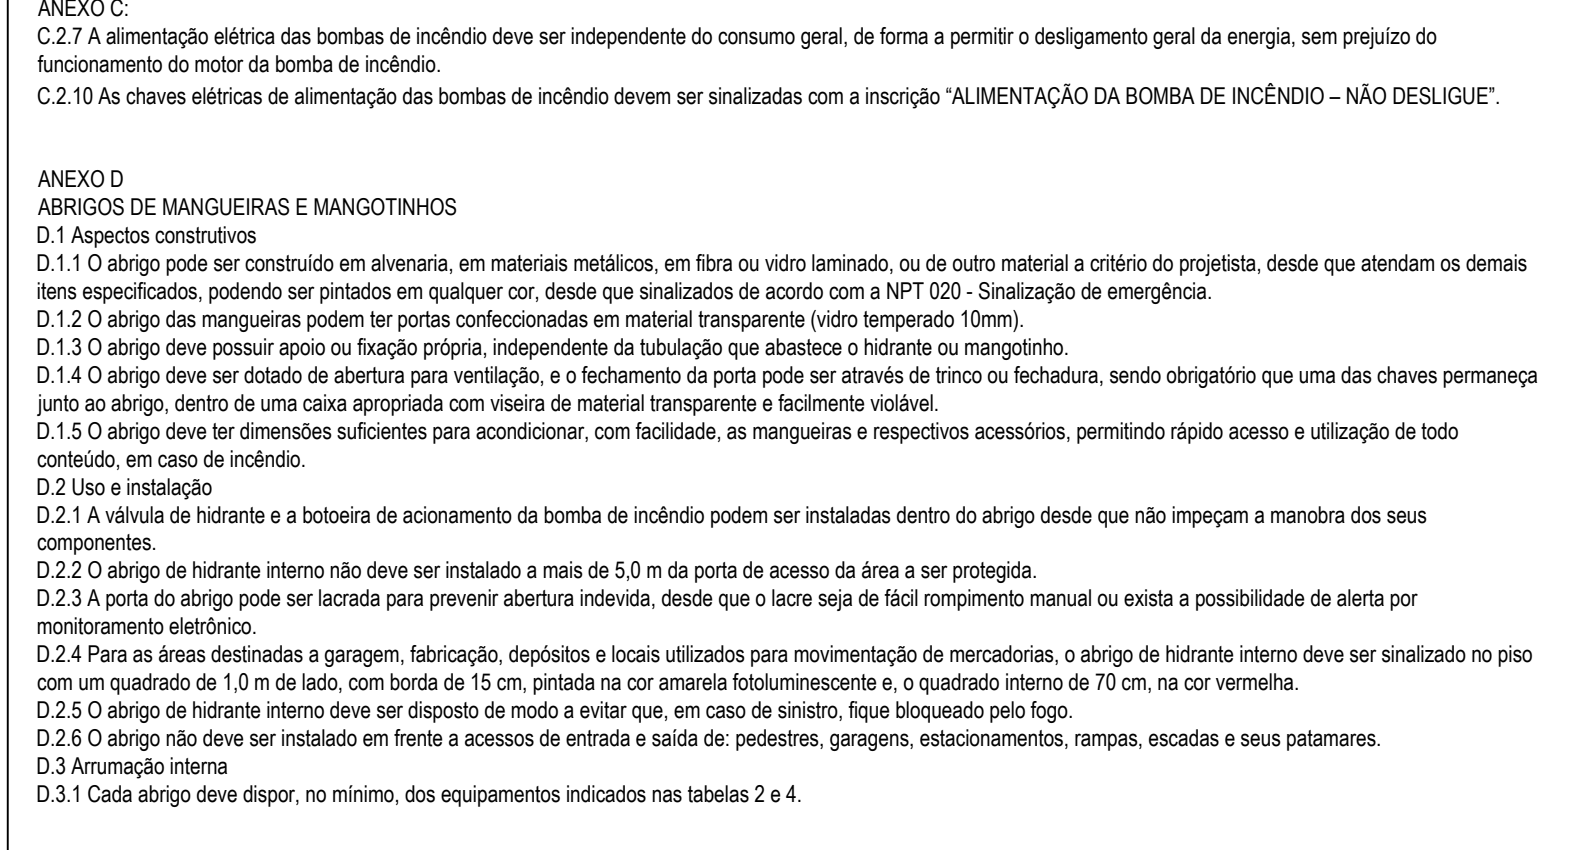 ANEXO C:
C.2.7 A alimentação elétrica das bombas de incêndio deve ser independente do consumo geral, de forma a permitir o desligamento geral da energia, sem prejuízo do
funcionamento do motor da bomba de incêndio.
C.2.10 As chaves elétricas de alimentação das bombas de incêndio devem ser sinalizadas com a inscrição “ALIMENTAÇÃO DA BOMBA DE INCÊNDIO – NÃO DESLIGUE”.
ANEXO D
ABRIGOS DE MANGUEIRAS E MANGOTINHOS
D.1 Aspectos construtivos
D.1.1 O abrigo pode ser construído em alvenaria, em materiais metálicos, em fibra ou vidro laminado, ou de outro material a critério do projetista, desde que atendam os demais
itens especificados, podendo ser pintados em qualquer cor, desde que sinalizados de acordo com a NPT 020 - Sinalização de emergência.
D.1.2 O abrigo das mangueiras podem ter portas confeccionadas em material transparente (vidro temperado 10mm).
D.1.3 O abrigo deve possuir apoio ou fixação própria, independente da tubulação que abastece o hidrante ou mangotinho.
D.1.4 O abrigo deve ser dotado de abertura para ventilação, e o fechamento da porta pode ser através de trinco ou fechadura, sendo obrigatório que uma das chaves permaneça
junto ao abrigo, dentro de uma caixa apropriada com viseira de material transparente e facilmente violável.
D.1.5 O abrigo deve ter dimensões suficientes para acondicionar, com facilidade, as mangueiras e respectivos acessórios, permitindo rápido acesso e utilização de todo
conteúdo, em caso de incêndio.
D.2 Uso e instalação
D.2.1 A válvula de hidrante e a botoeira de acionamento da bomba de incêndio podem ser instaladas dentro do abrigo desde que não impeçam a manobra dos seus
componentes.
D.2.2 O abrigo de hidrante interno não deve ser instalado a mais de 5,0 m da porta de acesso da área a ser protegida.
D.2.3 A porta do abrigo pode ser lacrada para prevenir abertura indevida, desde que o lacre seja de fácil rompimento manual ou exista a possibilidade de alerta por
monitoramento eletrônico.
D.2.4 Para as áreas destinadas a garagem, fabricação, depósitos e locais utilizados para movimentação de mercadorias, o abrigo de hidrante interno deve ser sinalizado no piso
com um quadrado de 1,0 m de lado, com borda de 15 cm, pintada na cor amarela fotoluminescente e, o quadrado interno de 70 cm, na cor vermelha.
D.2.5 O abrigo de hidrante interno deve ser disposto de modo a evitar que, em caso de sinistro, fique bloqueado pelo fogo.
D.2.6 O abrigo não deve ser instalado em frente a acessos de entrada e saída de: pedestres, garagens, estacionamentos, rampas, escadas e seus patamares.
D.3 Arrumação interna
D.3.1 Cada abrigo deve dispor, no mínimo, dos equipamentos indicados nas tabelas 2 e 4.